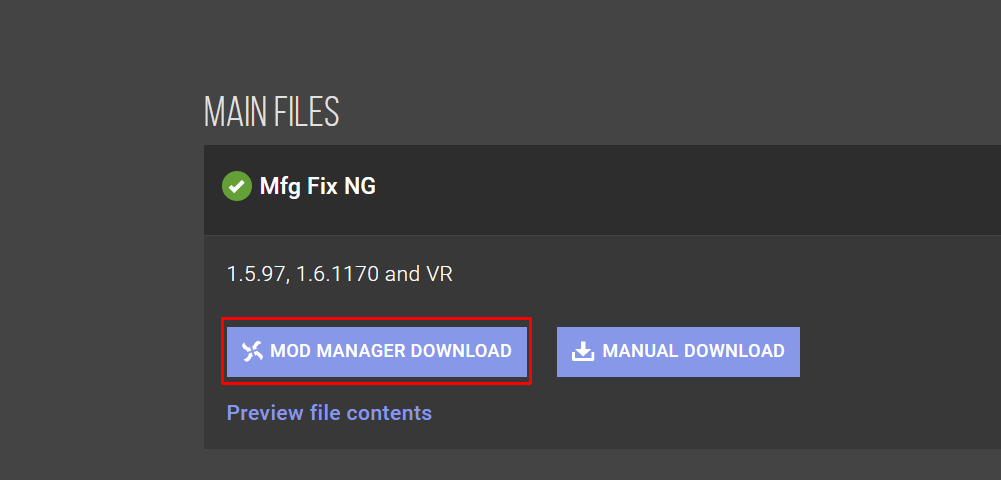 MAIN FILES
Mfg Fix NG
1.5.97, 1.6.1170 and VR
MOD MANAGER DOWNLOAD
MANUAL DOWNLOAD
Preview file contents